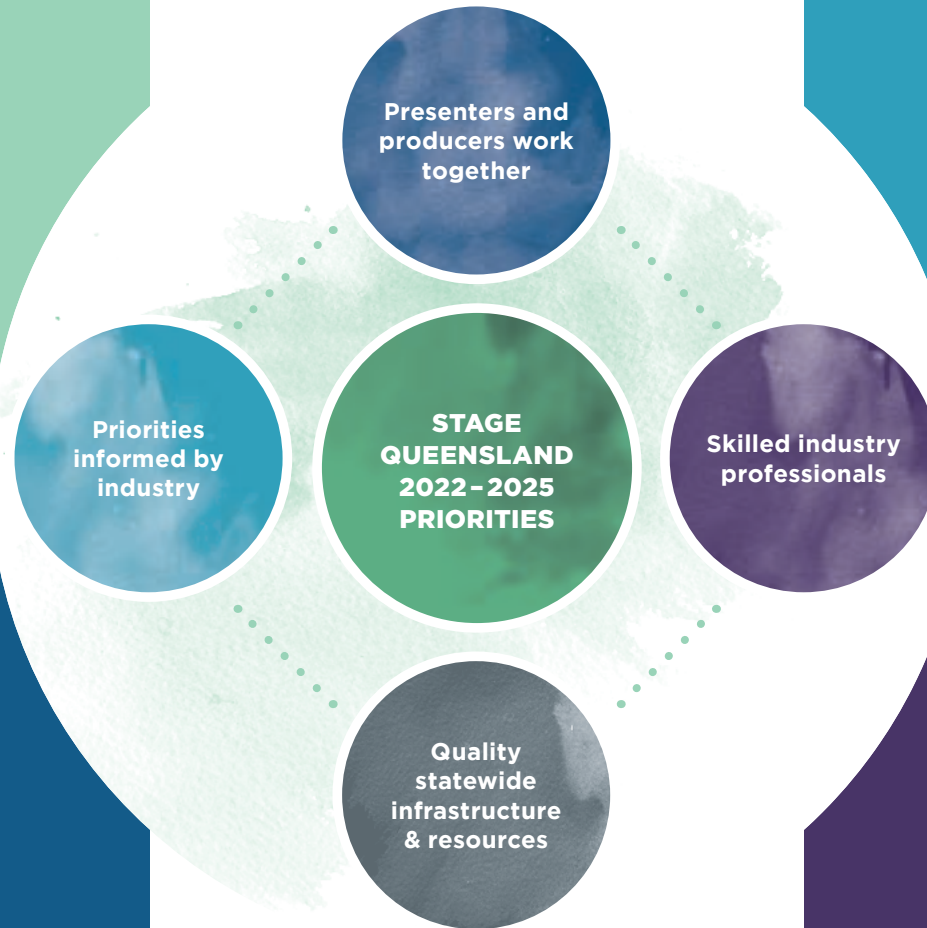 Presenters and
producers work
together
Priorities
informed by
industry
STAGE
QUEENSLAND
2022–2025
PRIORITIES
Skilled industry
professionals
Quality
statewide
infrastructure
& resources